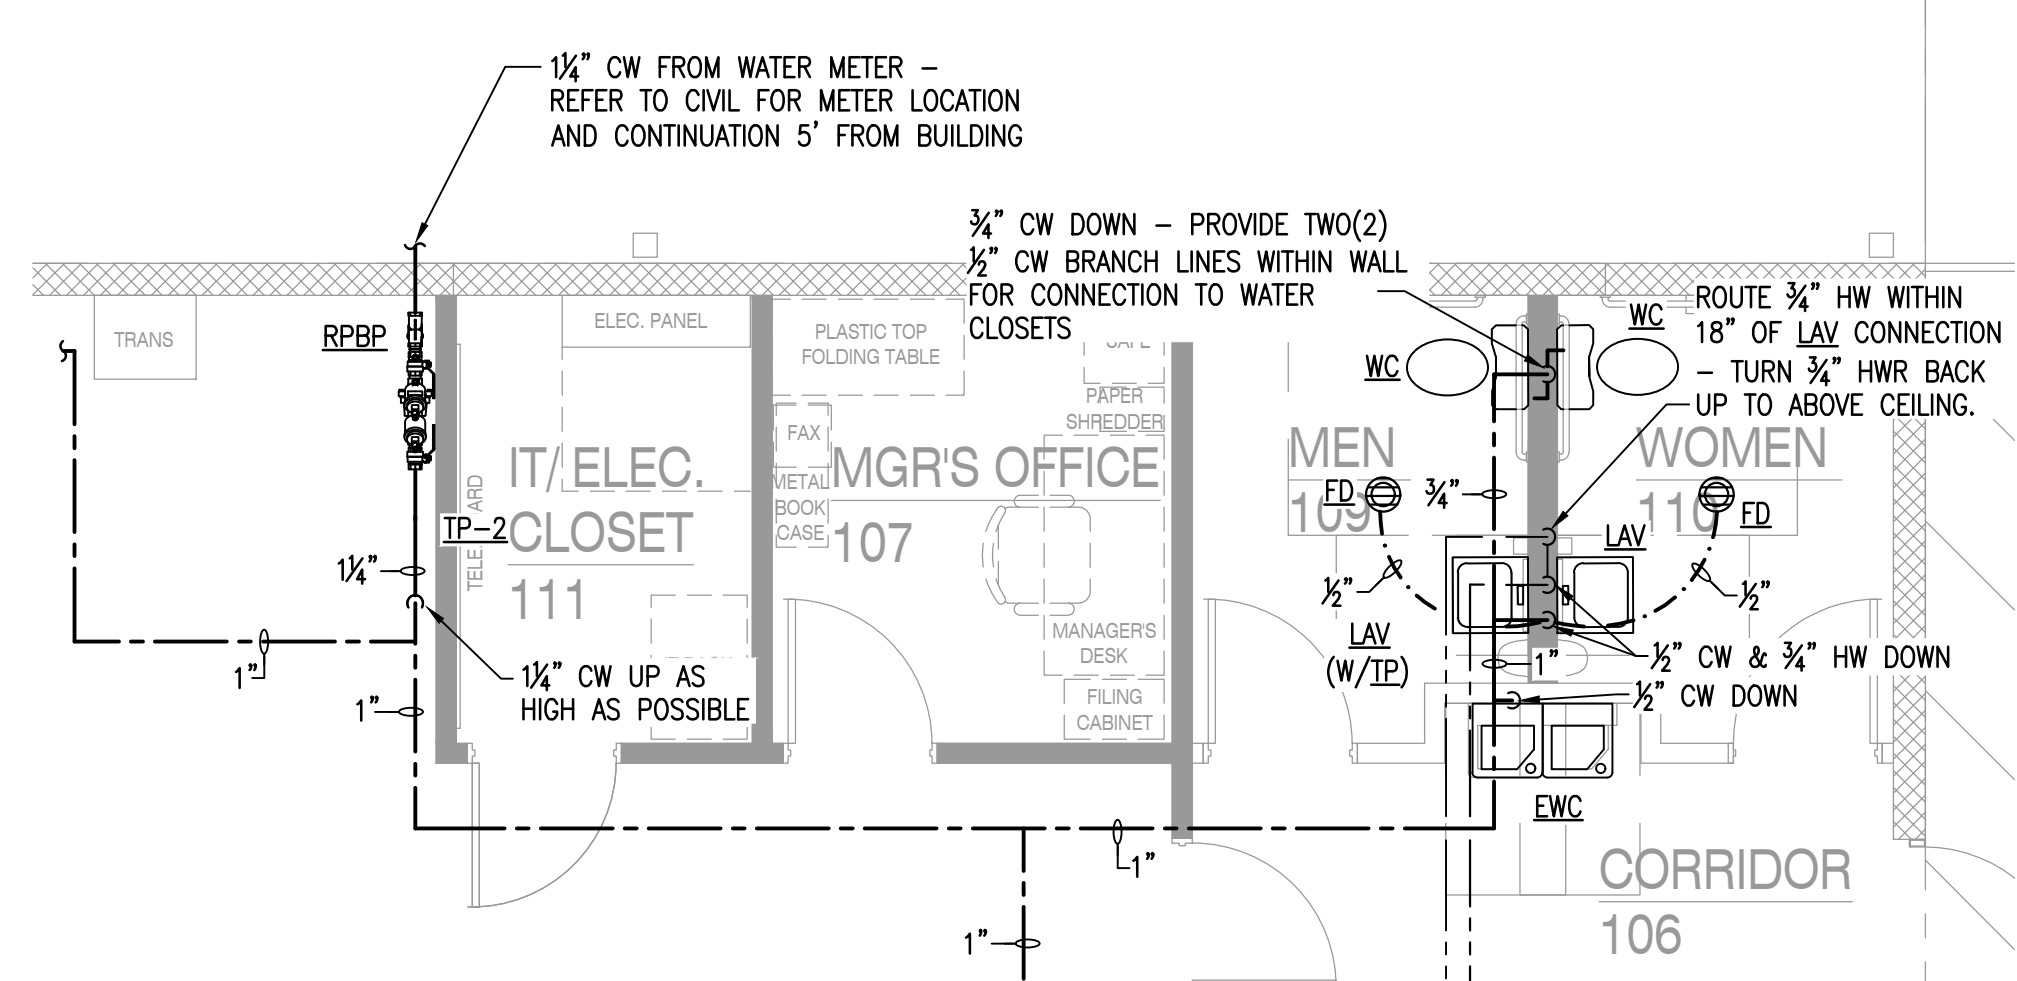 1¼" CW FROM WATER METER –
REFER TO CIVIL FOR METER LOCATION
AND CONTINUATION 5' FROM BUILDING
¾" CW DOWN – PROVIDE TWO(2)
½" CW BRANCH LINES WITHIN WALL
FOR CONNECTION TO WATER
CLOSETS
ROUTE ¾" HW WITHIN
18" OF LAV CONNECTION
– TURN ¾" HWR BACK
UP TO ABOVE CEILING.
WC
WC
TRANS
RPBP
ELEC. PANEL
PLASTIC TOP
FOLDING TABLE
SAFE
PAPER
SHREDDER
FAX
METAL
BOOK
CASE
IT/ ELEC.
CLOSET
111
MGR'S OFFICE
107
MEN
109
WOMEN
110
FD
¾"
FD
TP-2
LAV
1¼"
½"
½"
LAV
(W/TP)
MANAGER'S
DESK
FILING
CABINET
1"
1"
1¼" CW UP AS
HIGH AS POSSIBLE
1"
½" CW & ¾" HW DOWN
½" CW DOWN
EWC
1"
1"
CORRIDOR
106